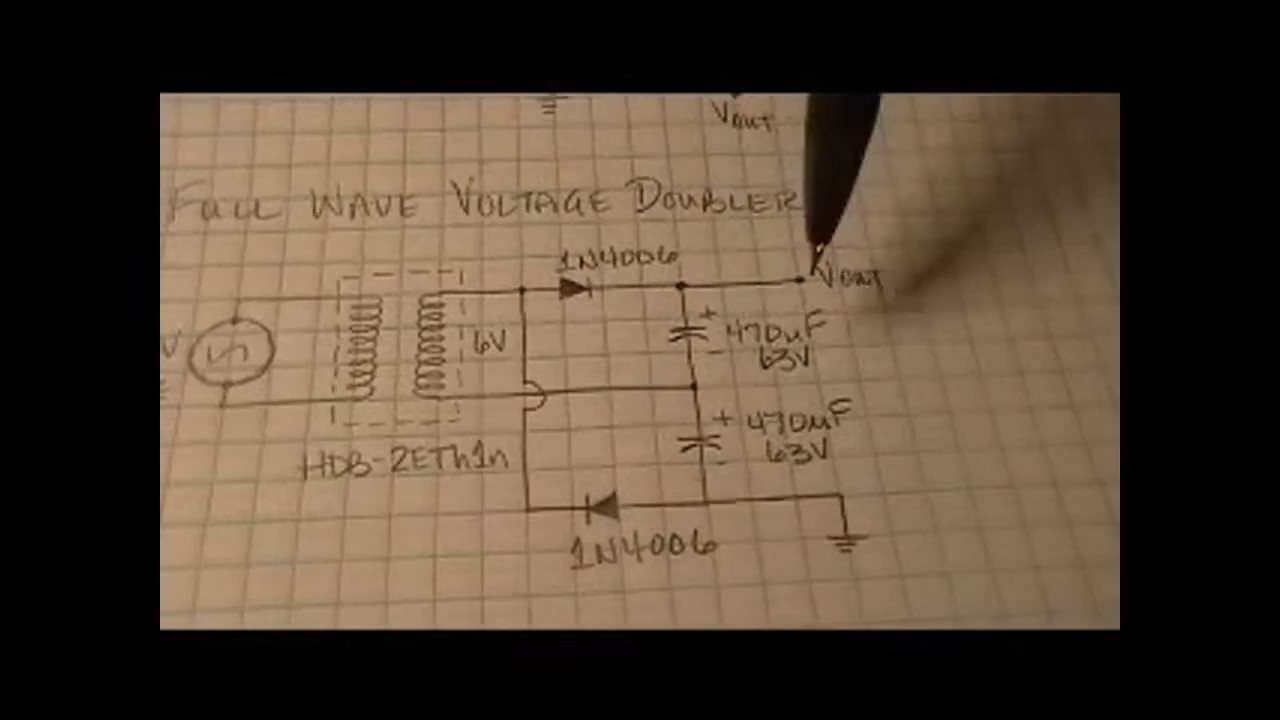 VOUT
FULL WAVE VOLTAGE DOUBLER
1N4006
VOUT
+ 470uF
6V
- 63V
V
+ 470uF
63V
-
HDB-2ETh1n
1N4006